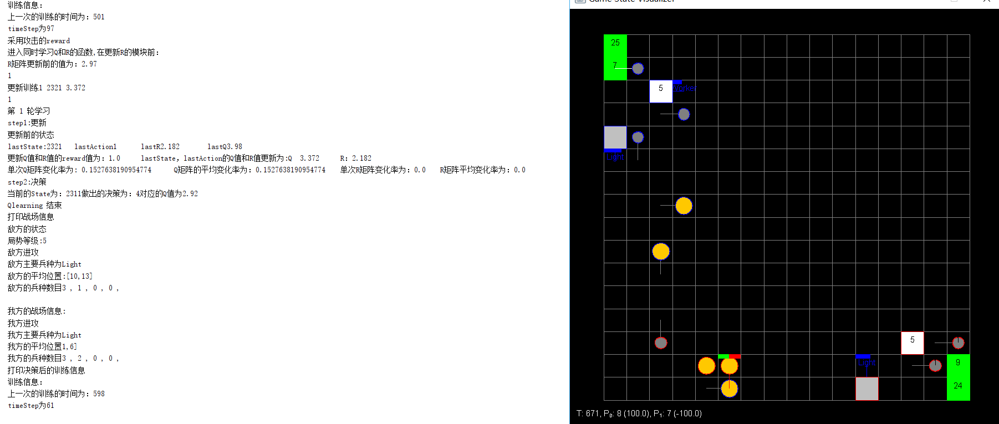 训练信息:
上一次的训练的时间为: 501
timeStep为97
采用攻击的reward
进入同时学习Q和R的函数,在更新R的模块前:
R矩阵更新前的值为: 2.97
1
更新训练1 2321 3.372
1
第 1 轮学习
step1:更新
更新前的状态
lastState:2321 lastAction1 lastR2.182 lastQ3.98
更新Q值和R值的reward值为: 1.0 lastState, lastAction的Q值和R值更新为:Q 3.372 R: 2.182
单次Q矩阵变化率为: 0.1527638190954774 Q矩阵的平均变化率为: 0.1527638190954774 单次R矩阵变化率为: 0.0 R矩阵平均变化率为: 0.0
step2:决策
当前的State为: 2311做出的决策为: 4对应的Q值为2.92
Qlearning 结束
打印战场信息
敌方的状态
局势等级:5
敌方进攻
敌方主要兵种为Light
敌方的平均位置:[10,13]
敌方的兵种数目3 , 1 , 0 , 0 ,
我方的战场信息:
我方进攻
我方主要兵种为Light
我方的平均位置1,6]
我方的兵种数目3 , 2 , 0 , 0 ,
打印决策后的训练信息
训练信息:
上一次的训练的时间为: 598
timeStep为61
Game State Visualizer
25
7
5
Worker
Light
5
9
Light
24
T: 671, P₀: 8 (100.0), P₁: 7 (-100.0)